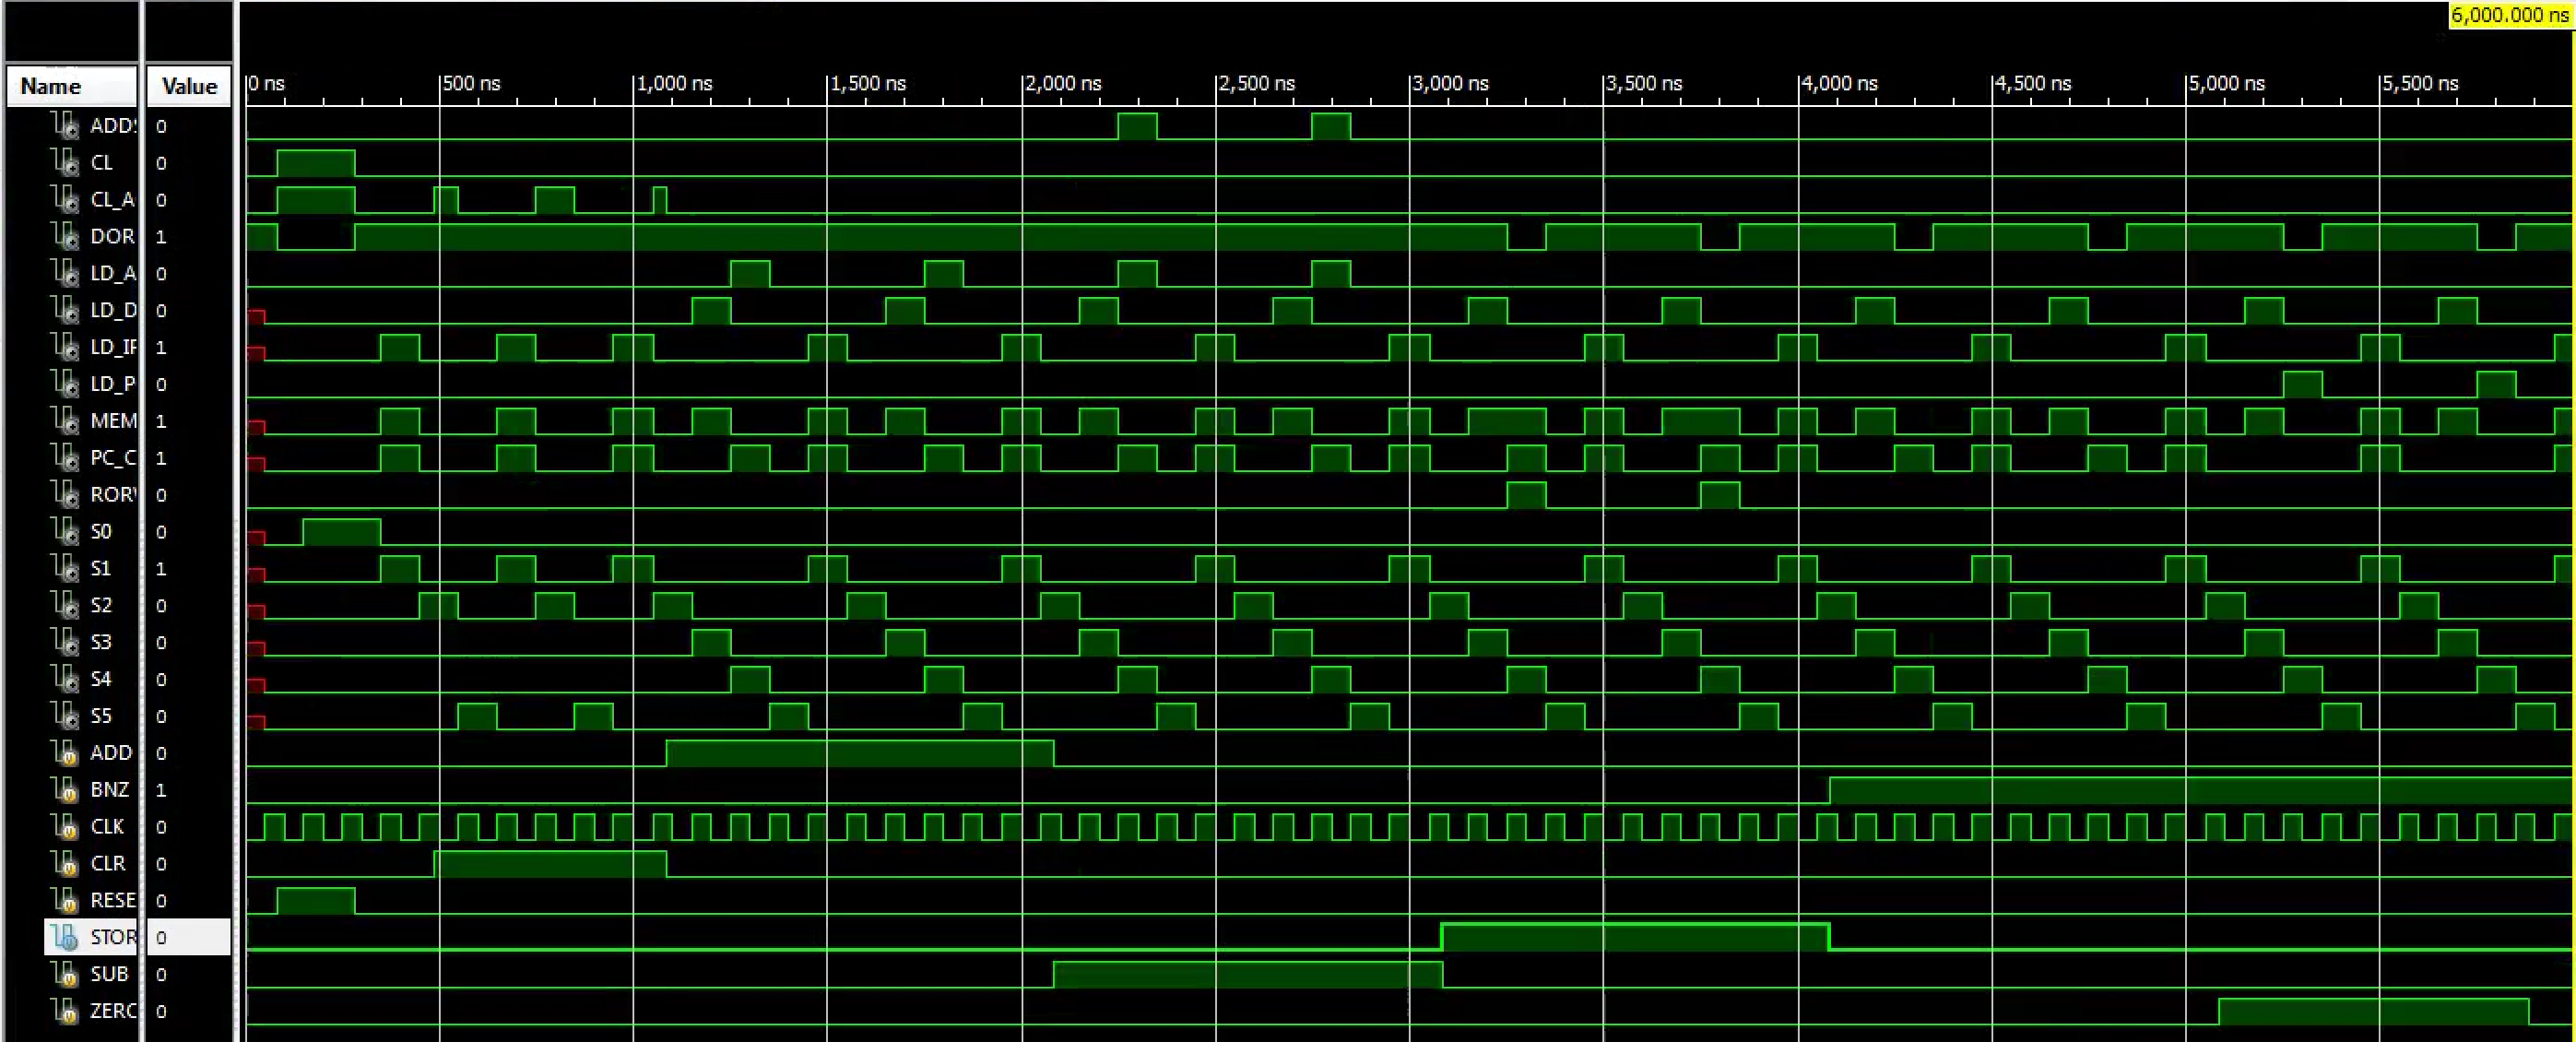 6,000.000 ns
Name Value
0 ns 500 ns 1,000 ns 1,500 ns 2,000 ns 2,500 ns 3,000 ns 3,500 ns 4,000 ns 4,500 ns 5,000 ns 5,500 ns
ADD 0
CL 0
CL_A 0
DOR 1
LD_A 0
LD_D 0
LD_IF 1
LD_P 0
MEM 1
PC_C 1
ROR 0
S0 0
S1 1
S2 0
S3 0
S4 0
S5 0
ADD 0
BNZ 1
CLK 0
CLR 0
RESE 0
STOR 0
SUB 0
ZERC 0